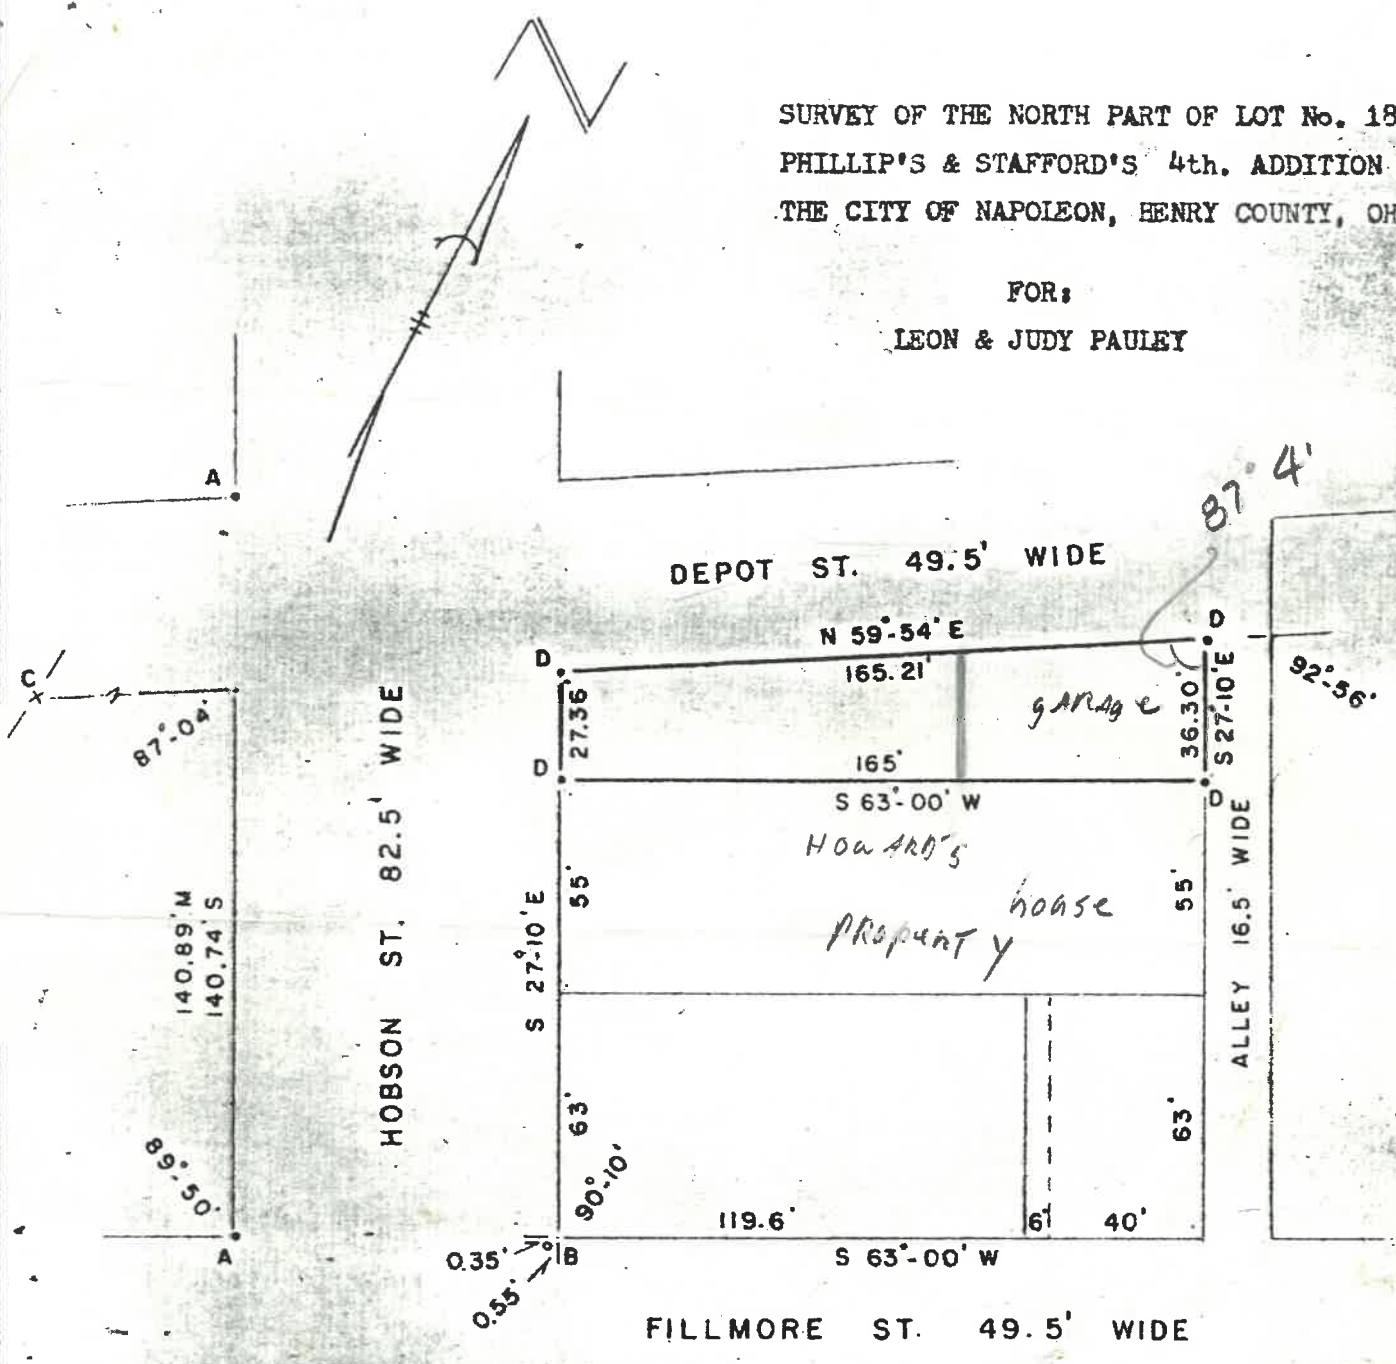 N
SURVEY OF THE NORTH PART OF LOT No. 18
PHILLIP'S & STAFFORD'S 4th. ADDITION
THE CITY OF NAPOLEON, HENRY COUNTY, OH
FOR:
LEON & JUDY PAULEY
A
87° 4'
DEPOT ST. 49.5' WIDE
N 59°-54' E
165.21'
D
D
C
87°-04'
27.36
gARAge
36.30'
S 27°-10' E
92°-56'
D
165'
S 63°-00' W
D
HOBSON ST. 82.5' WIDE
HowARD's
house
PROperTy
55'
55'
S 27°-10' E
ALLEY 16.5' WIDE
140.89' M
140.74' S
63'
63'
89°-50'
90°-10'
119.6'
6'
40'
A
0.35'
B
S 63°-00' W
0.55'
FILLMORE ST. 49.5' WIDE